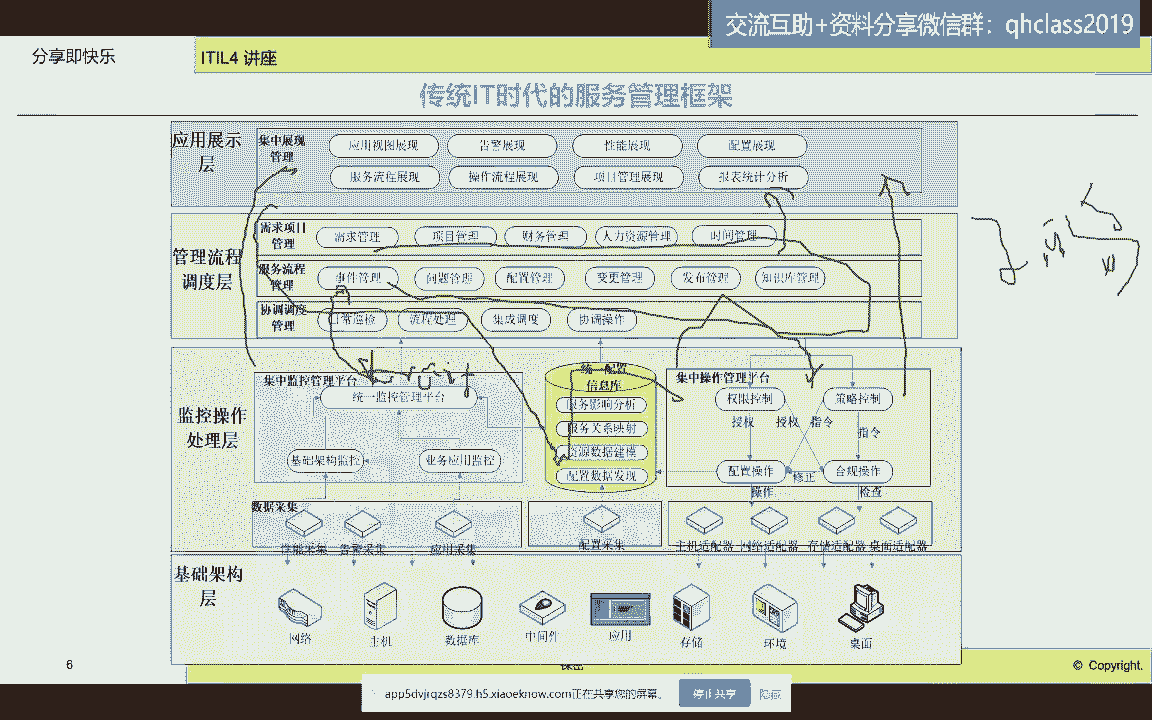 交流互助+资料分享微信群：qhclass2019
分享即快乐
ITIL4 讲座
传统IT时代的服务管理框架
应用展示层
集中展现管理
应用视图展现 告警展现 性能展现 配置展现
服务流程展现 操作流程展现 项目管理展现 报表统计分析
管理流程调度层
需求项目管理
需求管理 项目管理 财务管理 人力资源管理 时间管理
服务流程管理
事件管理 问题管理 配置管理 变更管理 发布管理 知识库管理
协调调度管理
日常巡检 流程处理 集成调度 协调操作
监控操作处理层
集中监控管理平台
统一监控管理平台
基础架构监控 业务应用监控
统一配置信息库
服务影响分析
服务关系映射
资源数据建模
配置数据发现
集中操作管理平台
权限控制 策略控制
授权 授权 指令 指令
配置操作 修正 合规操作
操作 检查
数据采集
性能采集 告警采集 应用采集 配置采集 主机适配器 网络适配器 存储适配器 桌面适配器
基础架构层
网络 主机 数据库 中间件 应用 存储 环境 桌面
6
© Copyright.
app5dvjrqzs8379.h5.xiaoeknow.com正在共享您的屏幕。 停止共享 隐藏